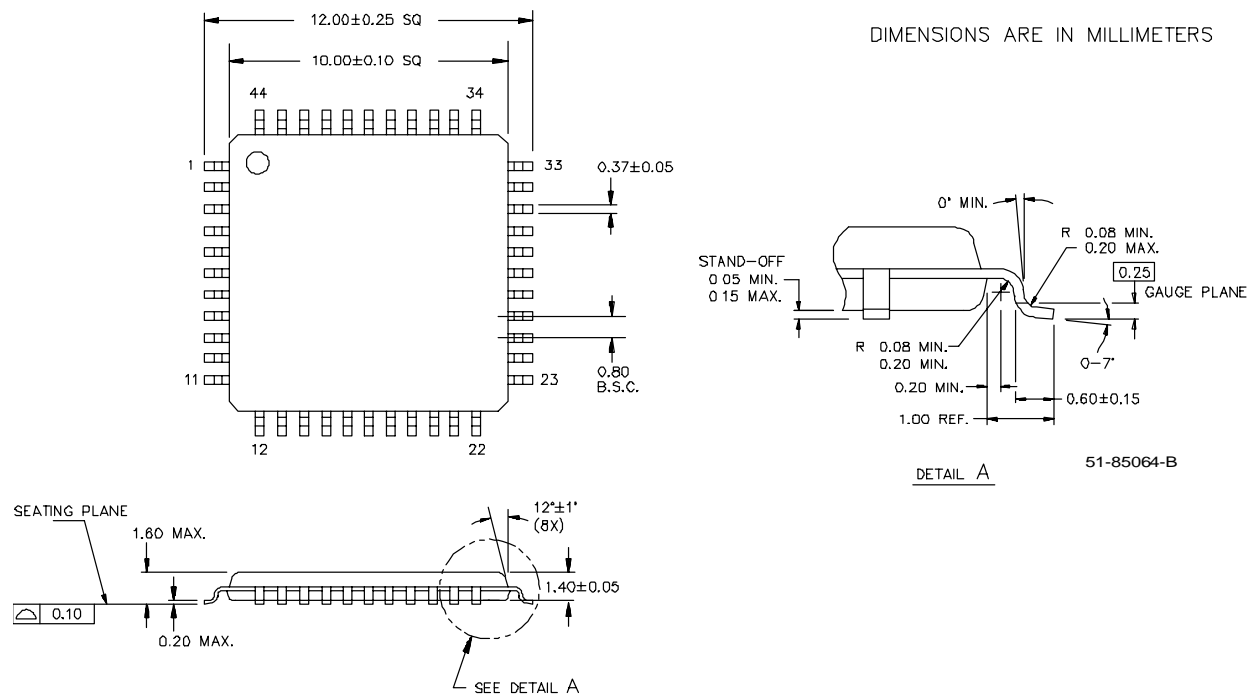 12.00±0.25 SQ
DIMENSIONS ARE IN MILLIMETERS
10.00±0.10 SQ
44
34
1
33
0.37±0.05
0.80
B.S.C.
11
23
12
22
0° MIN.
R 0.08 MIN.
0.20 MAX.
STAND-OFF
0 05 MIN.
0 15 MAX.
0.25
GAUGE PLANE
R 0.08 MIN.
0.20 MIN.
0-7°
0.20 MIN.
0.60±0.15
1.00 REF.
DETAIL A
51-85064-B
SEATING PLANE
1.60 MAX.
12°±1°
(8X)
1.40±0.05
0.10
0.20 MAX.
SEE DETAIL A